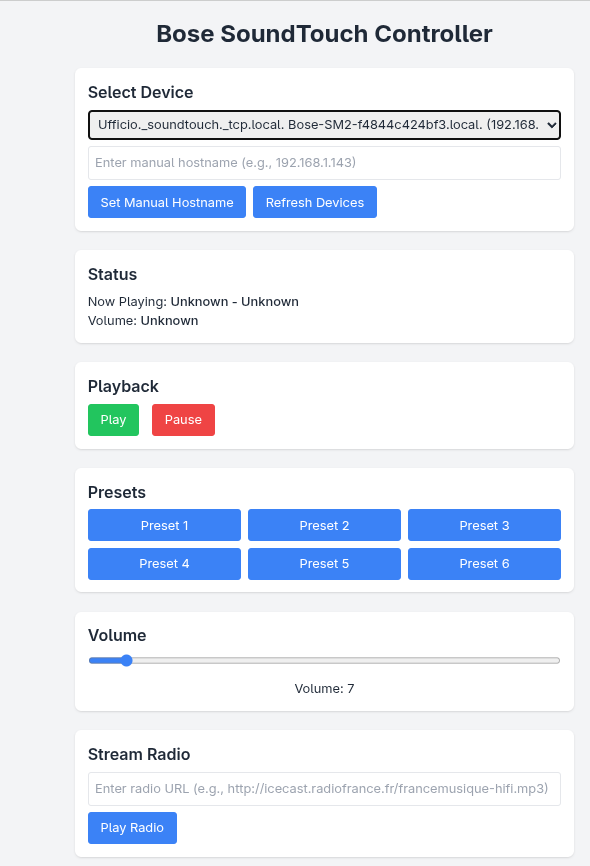 Bose SoundTouch Controller
Select Device
Ufficio._soundtouch._tcp.local. Bose-SM2-f4844c424bf3.local. (192.168.
Enter manual hostname (e.g., 192.168.1.143)
Set Manual Hostname Refresh Devices
Status
Now Playing: Unknown - Unknown
Volume: Unknown
Playback
Play Pause
Presets
Preset 1 Preset 2 Preset 3
Preset 4 Preset 5 Preset 6
Volume
Volume: 7
Stream Radio
Enter radio URL (e.g., http://icecast.radiofrance.fr/francemusique-hifi.mp3)
Play Radio